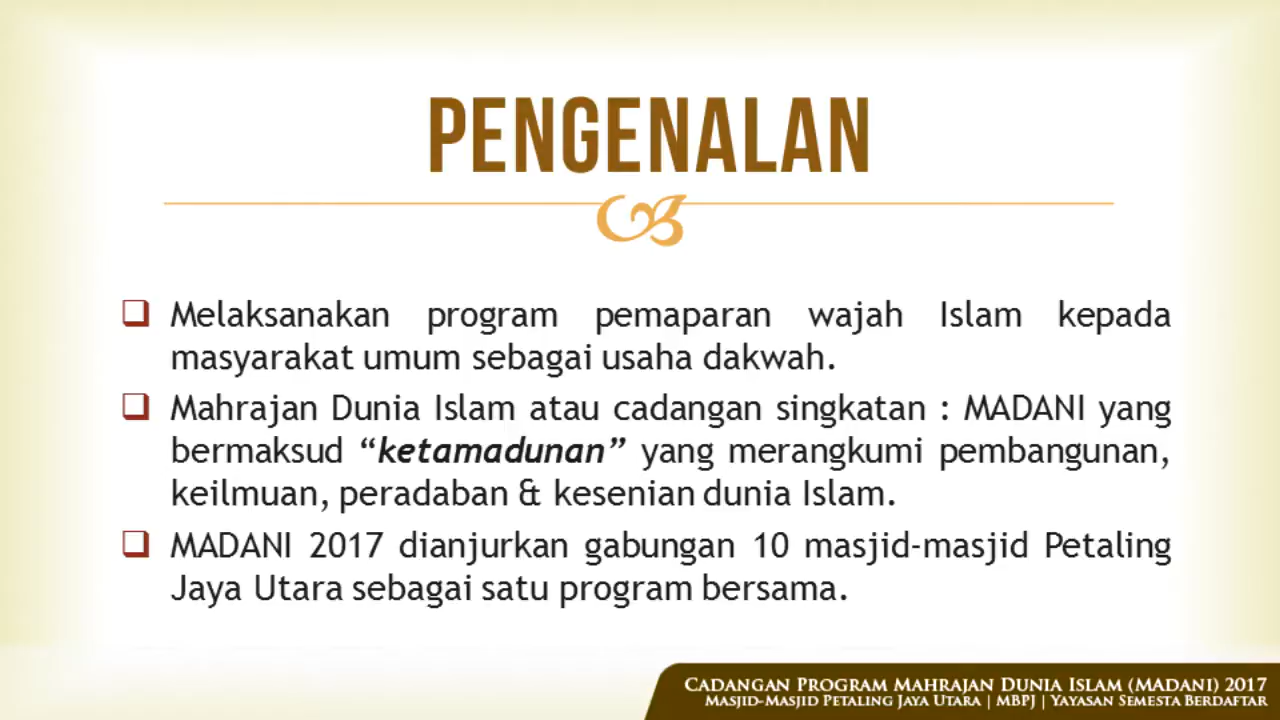 PENGENALAN
Melaksanakan program pemaparan wajah Islam kepada
masyarakat umum sebagai usaha dakwah.
Mahrajan Dunia Islam atau cadangan singkatan : MADANI yang
bermaksud “ketamadunan” yang merangkumi pembangunan,
keilmuan, peradaban & kesenian dunia Islam.
MADANI 2017 dianjurkan gabungan 10 masjid-masjid Petaling
Jaya Utara sebagai satu program bersama.
Cadangan Program Mahrajan Dunia Islam (MADANI) 2017
Masjid-Masjid Petaling Jaya Utara | MBPJ | Yayasan Semesta Berdaftar